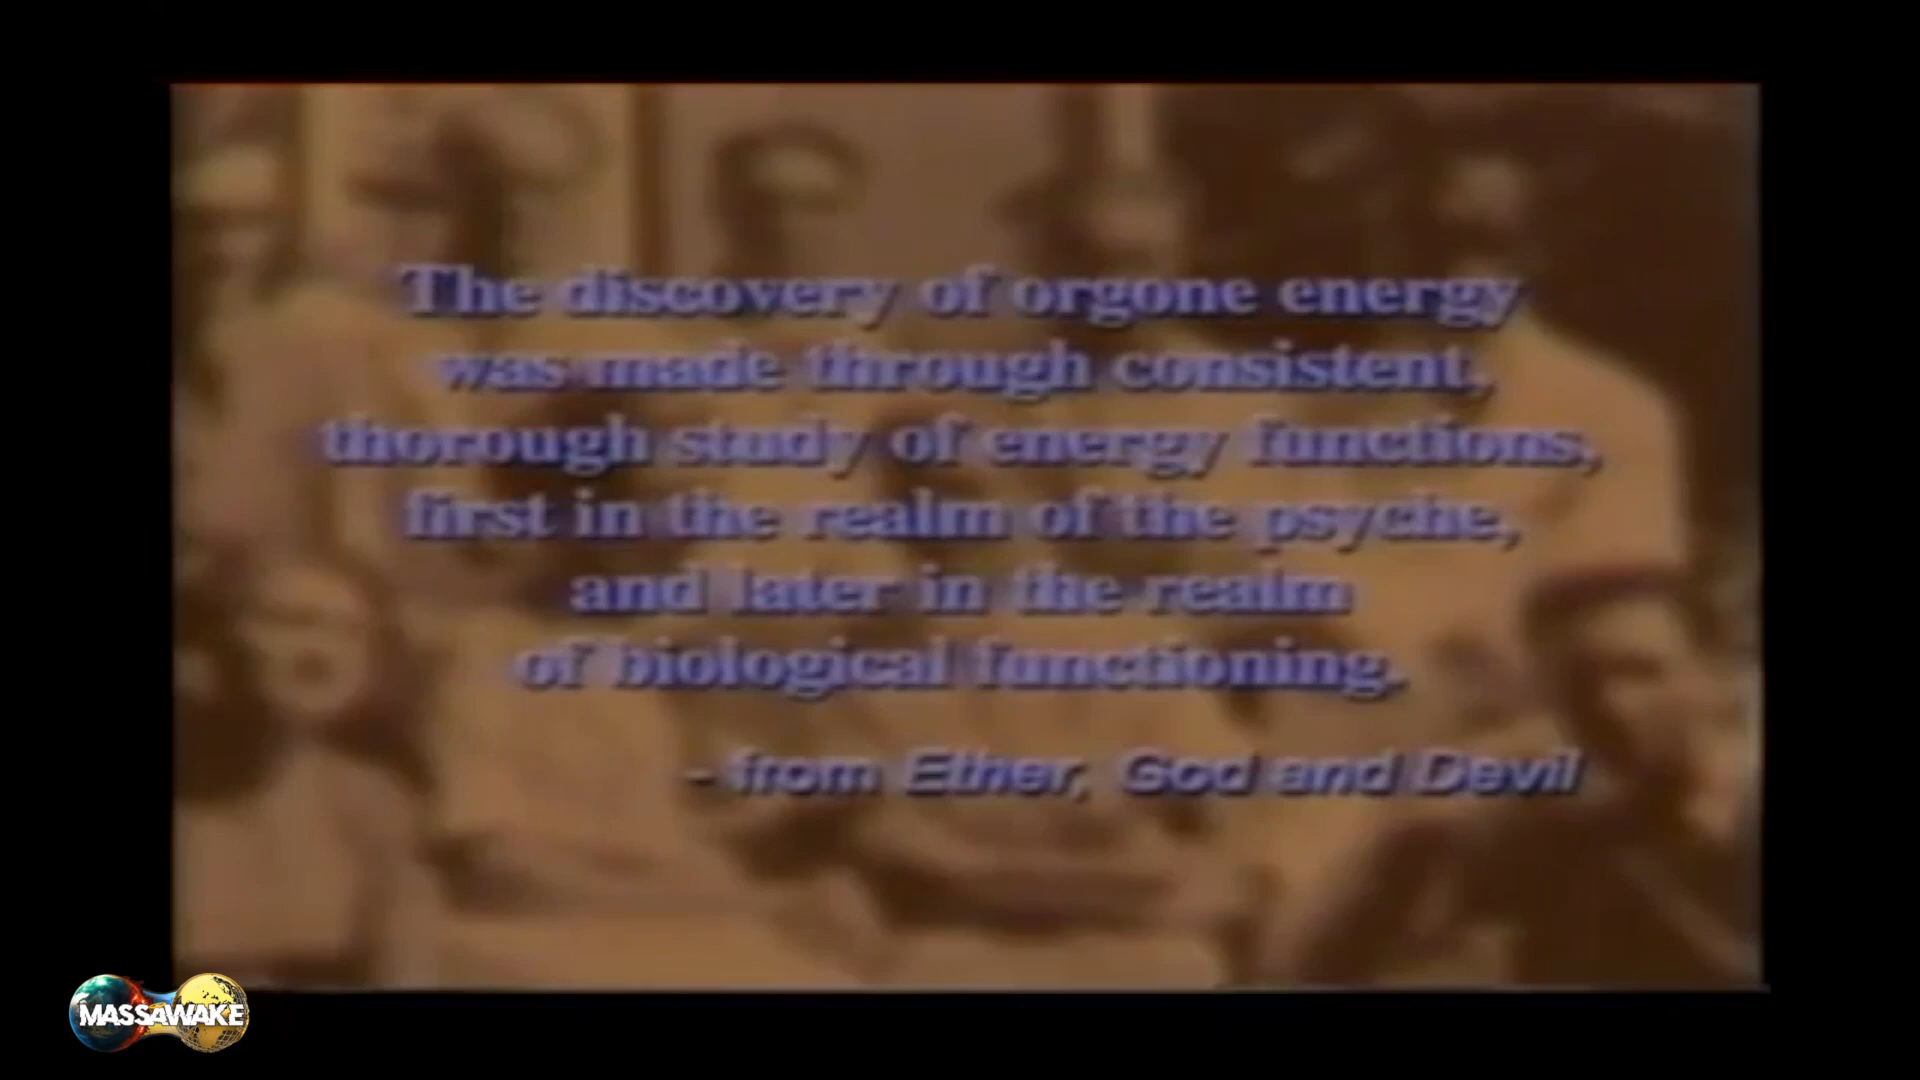 The discovery of orgone energy
was made through consistent,
thorough study of energy functions,
first in the realm of the psyche,
and later in the realm
of biological functioning.
- from Ether, God and Devil
MASSAWAKE